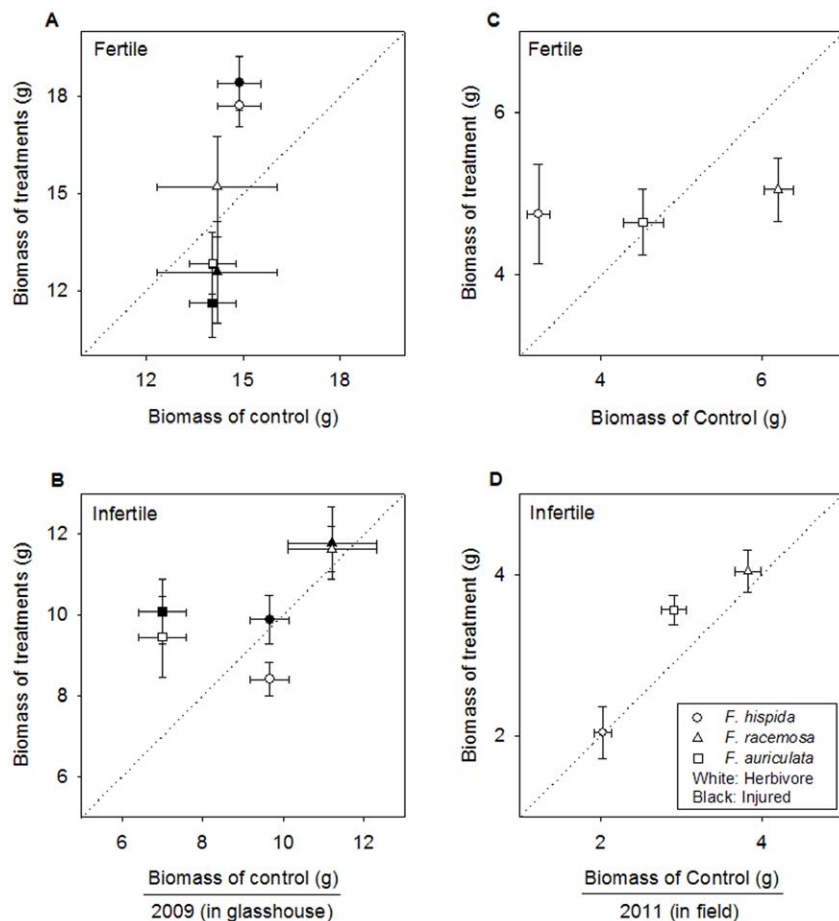 A
Fertile
Biomass of treatments (g)
18
15
12
12
15
18
Biomass of control (g)
C
Fertile
Biomass of treatment (g)
6
4
4
6
Biomass of Control (g)
B
Infertile
Biomass of treatments (g)
12
10
8
6
6
8
10
12
Biomass of control (g)
2009 (in glasshouse)
D
Infertile
Biomass of treatment (g)
4
2
F. hispida
F. racemosa
F. auriculata
White: Herbivore
Black: Injured
2
4
Biomass of Control (g)
2011 (in field)